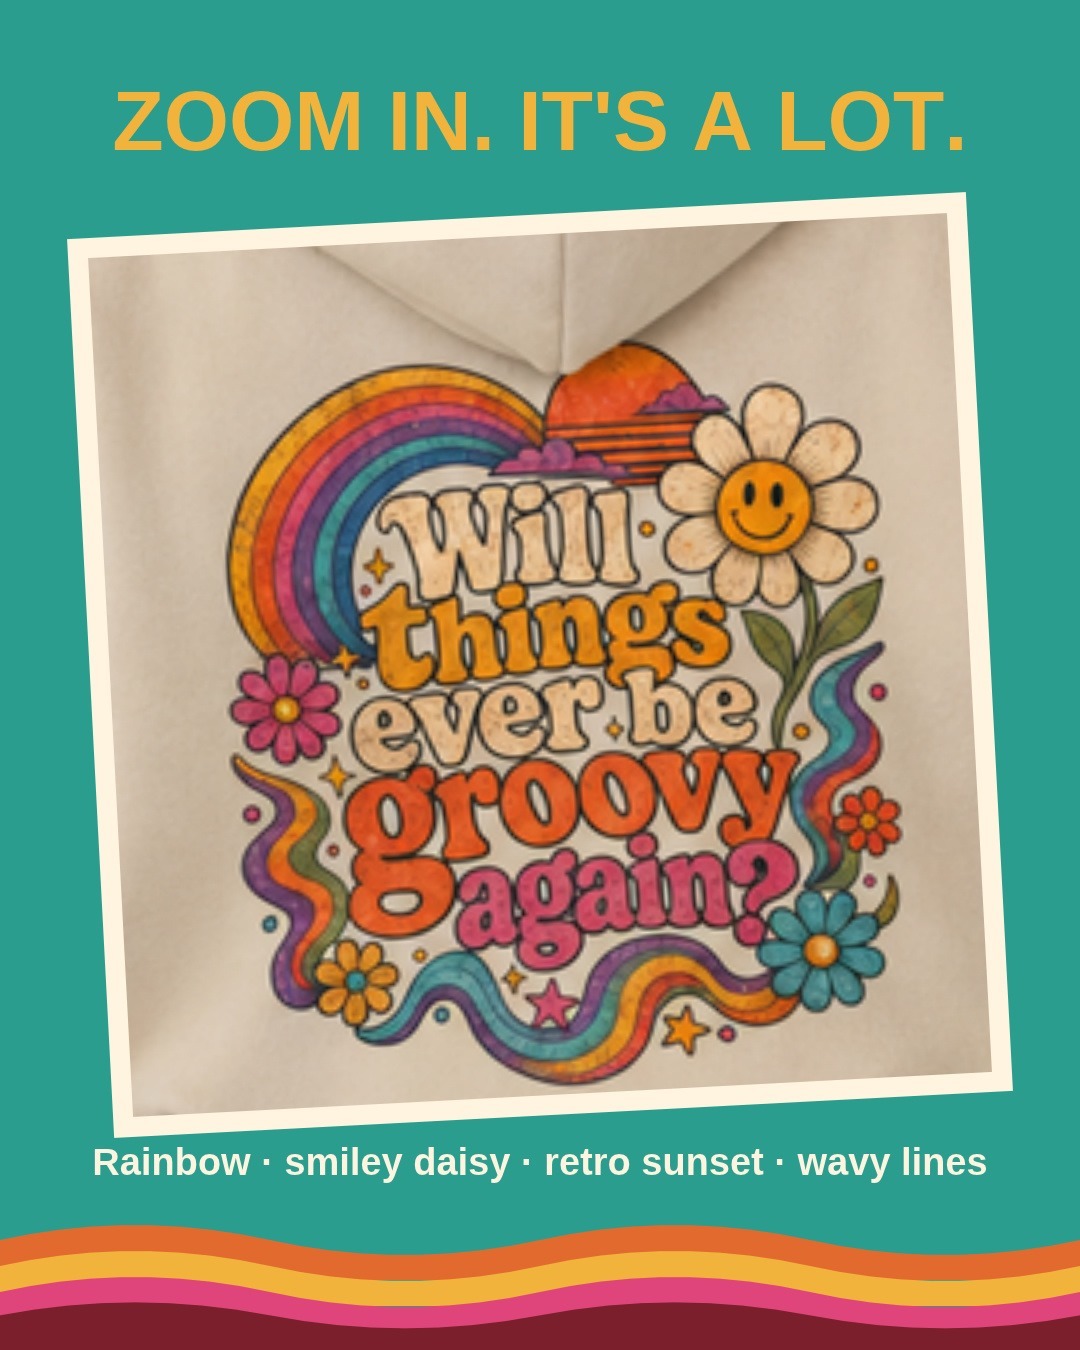 ZOOM IN. IT'S A LOT.
Will
things
ever be
groovy
again?
Rainbow · smiley daisy · retro sunset · wavy lines